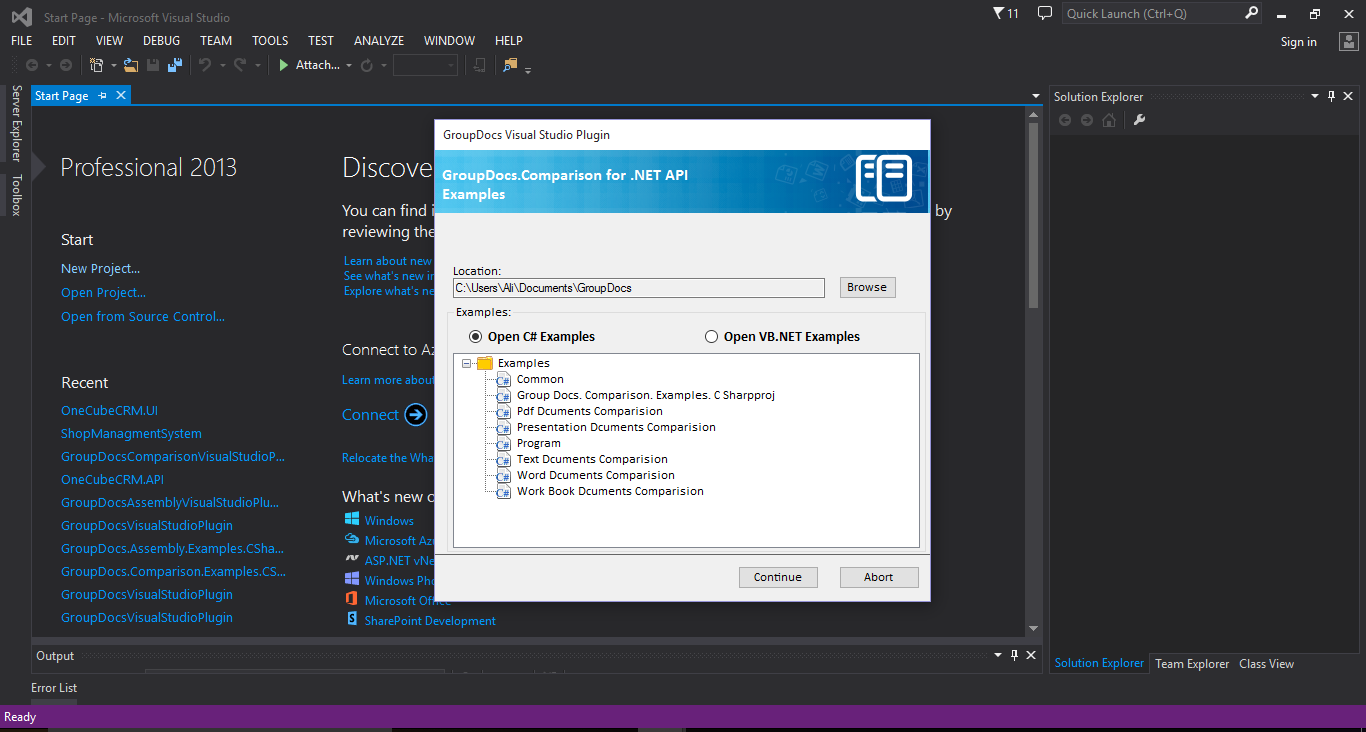 Start Page - Microsoft Visual Studio
11
Quick Launch (Ctrl+Q)
FILE EDIT VIEW DEBUG TEAM TOOLS TEST ANALYZE WINDOW HELP
Sign in
Attach...
Server Explorer
Toolbox
Start Page
Professional 2013
Start
New Project...
Open Project...
Open from Source Control...
Recent
OneCubeCRM.UI
ShopManagmentSystem
GroupDocsComparisonVisualStudioP...
OneCubeCRM.API
GroupDocsAssemblyVisualStudioPlu...
GroupDocsVisualStudioPlugin
GroupDocs.Assembly.Examples.CSha...
GroupDocs.Comparison.Examples.CS...
GroupDocsVisualStudioPlugin
GroupDocsVisualStudioPlugin
Discove
You can find i
by
reviewing the
Learn about new
See what's new in
Explore what's ne
Connect to Az
Learn more about
Connect
Relocate the Wha
What's new o
Windows
Microsoft Azu
ASP.NET vNe
Windows Pho
Microsoft Office
SharePoint Development
GroupDocs Visual Studio Plugin
GroupDocs.Comparison for .NET API
Examples
Location:
C:\Users\Ali\Documents\GroupDocs
Browse
Examples:
Open C# Examples
Open VB.NET Examples
Examples
C# Common
C# Group Docs. Comparison. Examples. C Sharpproj
C# Pdf Dcuments Comparision
C# Presentation Dcuments Comparision
C# Program
C# Text Dcuments Comparision
C# Word Dcuments Comparision
C# Work Book Dcuments Comparision
Continue
Abort
Solution Explorer
Solution Explorer Team Explorer Class View
Output
Error List
Ready